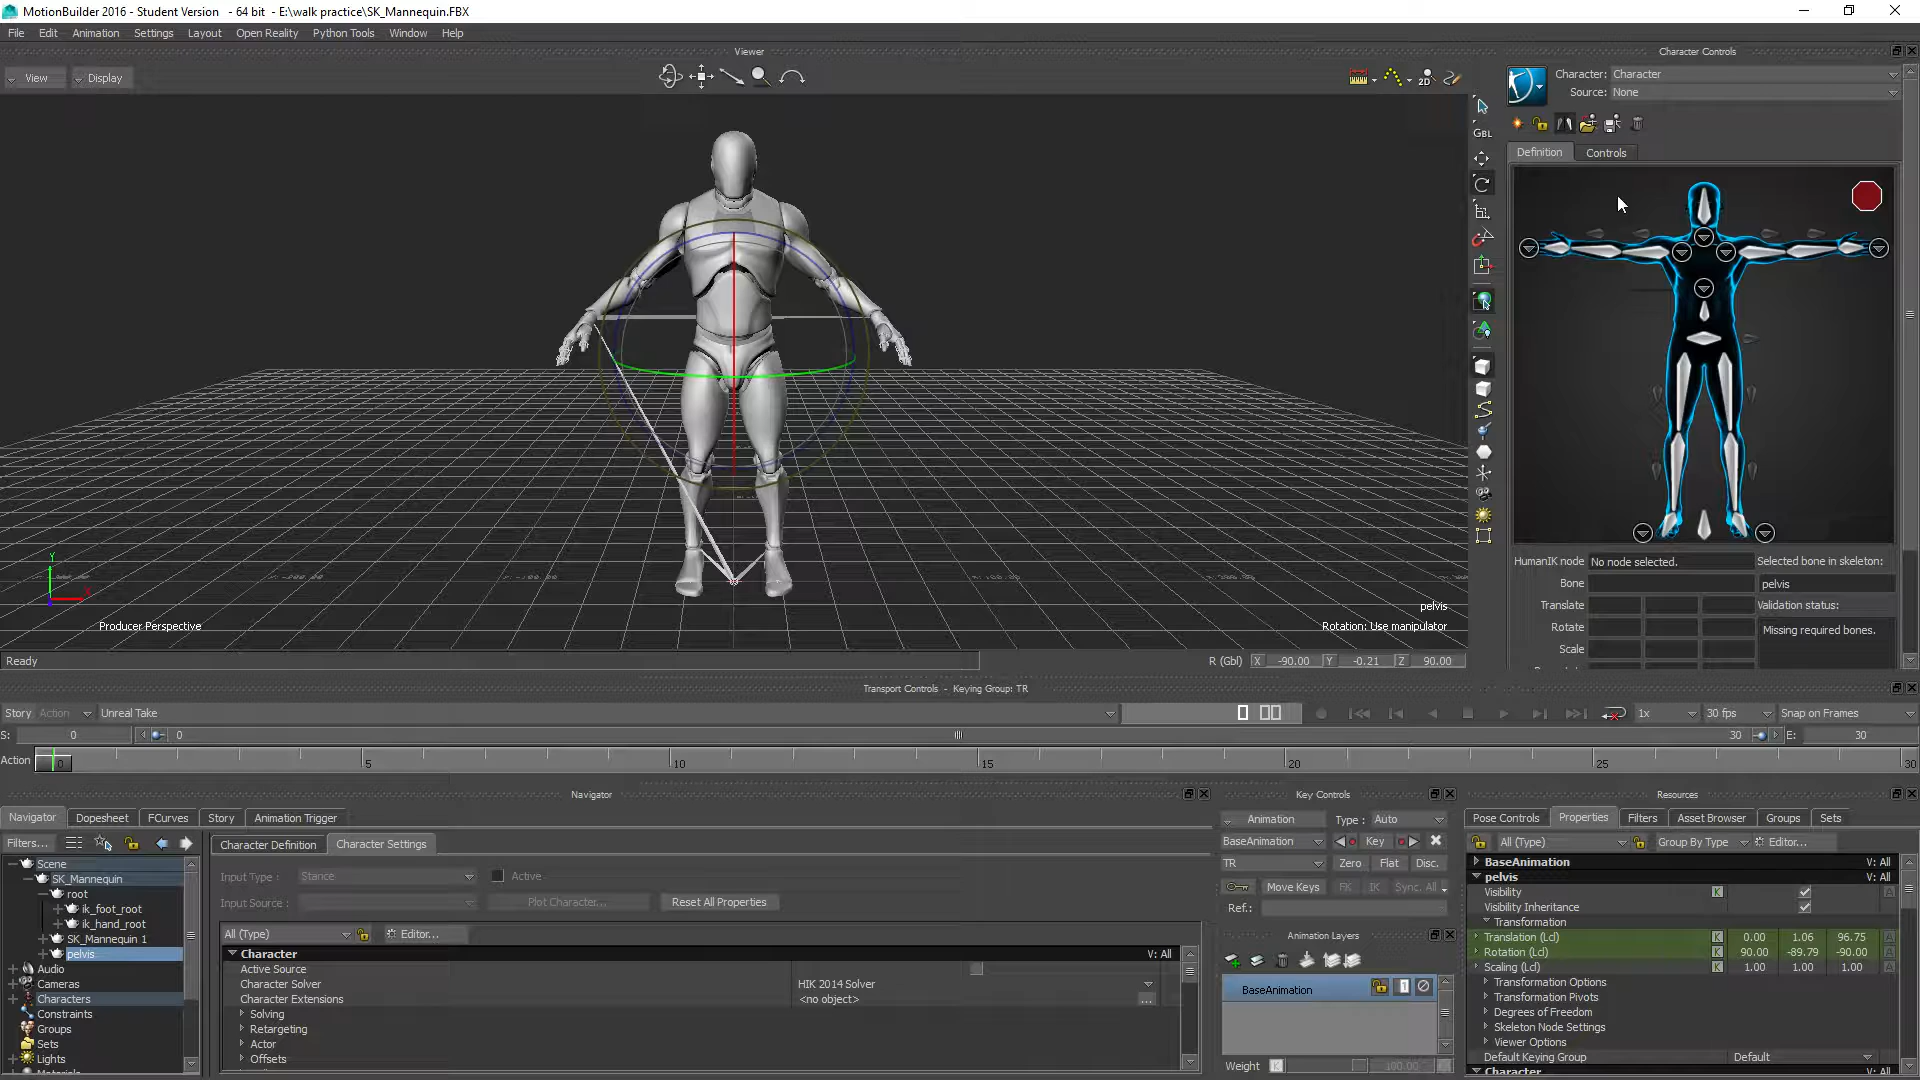 MotionBuilder 2016 - Student Version   - 64 bit  - E:\walk practice\SK_Mannequin.FBX
File Edit Animation Settings Layout Open Reality Python Tools Window Help
Viewer
Character Controls
View Display
2D
Character: Character
Source: None
GBL
Definition Controls
HumanIK node No node selected. Selected bone in skeleton:
Bone pelvis
Translate Validation status:
Rotate Missing required bones.
Scale
Y
X
pelvis
Producer Perspective
Rotation: Use manipulator
Ready
R (Gbl) X -90.00 Y -0.21 Z 90.00
Transport Controls - Keying Group: TR
Story Action Unreal Take 1x 30 fps Snap on Frames
S: 0 0 30 E: 30
Action 0 5 10 15 20 25 30
Navigator
Navigator Dopesheet FCurves Story Animation Trigger
Filters...
Scene
SK_Mannequin
root
ik_foot_root
ik_hand_root
SK_Mannequin 1
pelvis
Audio
Cameras
Characters
Constraints
Groups
Sets
Lights
Materials
Character Definition Character Settings
Input Type : Stance Active
Input Source : Plot Character... Reset All Properties
All (Type) Editor...
Character V: All
Active Source
Character Solver HIK 2014 Solver
Character Extensions <no object> ...
Solving
Retargeting
Actor
Offsets
Key Controls
Animation Type : Auto
BaseAnimation Key
TR Zero Flat Disc.
Move Keys FK IK Sync. All
Ref.:
Animation Layers
BaseAnimation 1
Weight K 100.00
Resources
Pose Controls Properties Filters Asset Browser Groups Sets
All (Type) Group By Type Editor...
BaseAnimation V: All
pelvis V: All
Visibility K A
Visibility Inheritance
Transformation
Translation (Lcl) K 0.00 1.06 96.75 A
Rotation (Lcl) K 90.00 -89.79 -90.00 A
Scaling (Lcl) K 1.00 1.00 1.00 A
Transformation Options
Transformation Pivots
Degrees of Freedom
Skeleton Node Settings
Viewer Options
Default Keying Group Default
Character V: All